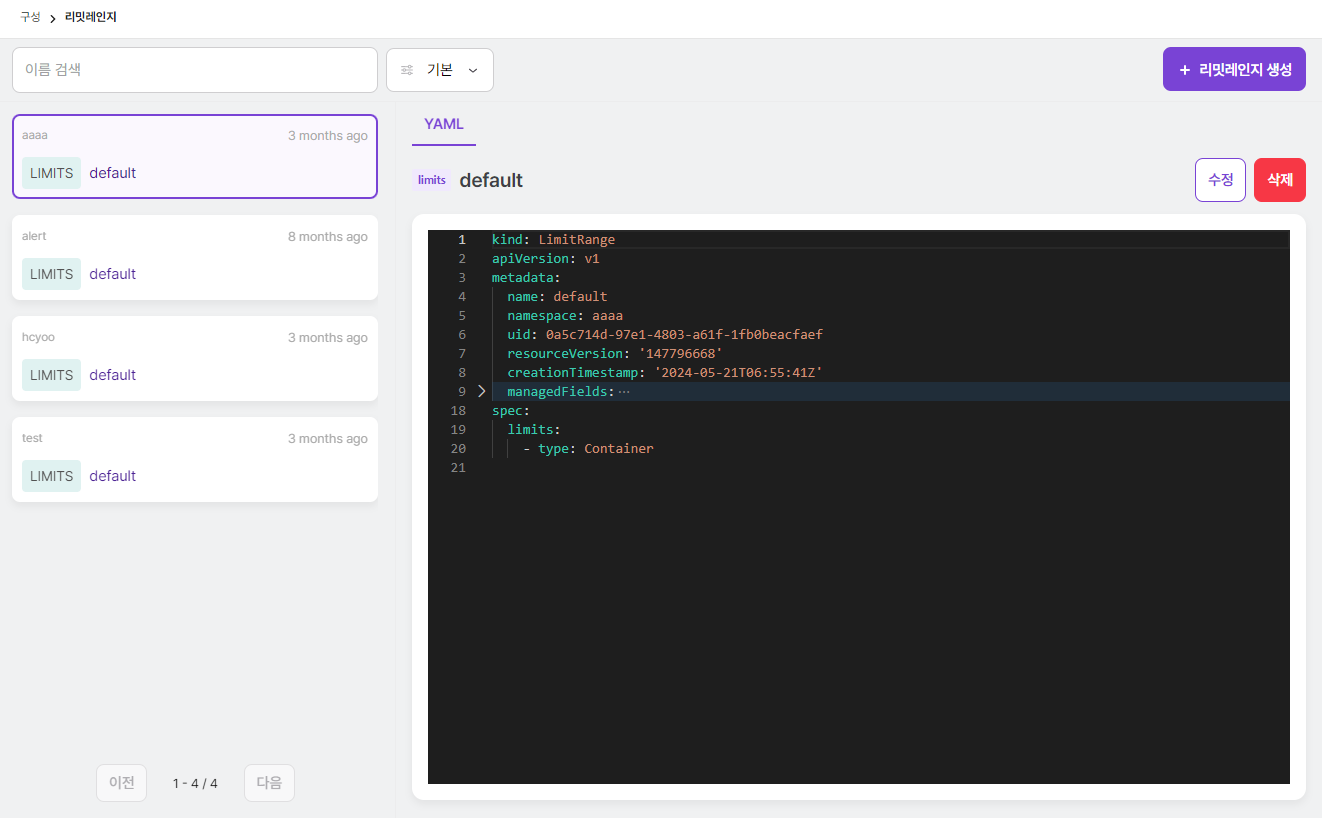 구성 > 리밋레인지
이름 검색
기본
+ 리밋레인지 생성
aaaa
3 months ago
LIMITS default
alert
8 months ago
LIMITS default
hcyoo
3 months ago
LIMITS default
test
3 months ago
LIMITS default
이전
1 - 4 / 4
다음
YAML
limits default
수정
삭제
1 kind: LimitRange
2 apiVersion: v1
3 metadata:
4 name: default
5 namespace: aaaa
6 uid: 0a5c714d-97e1-4803-a61f-1fb0beacfaef
7 resourceVersion: '147796668'
8 creationTimestamp: '2024-05-21T06:55:41Z'
9 > managedFields: ···
18 spec:
19 limits:
20 - type: Container
21